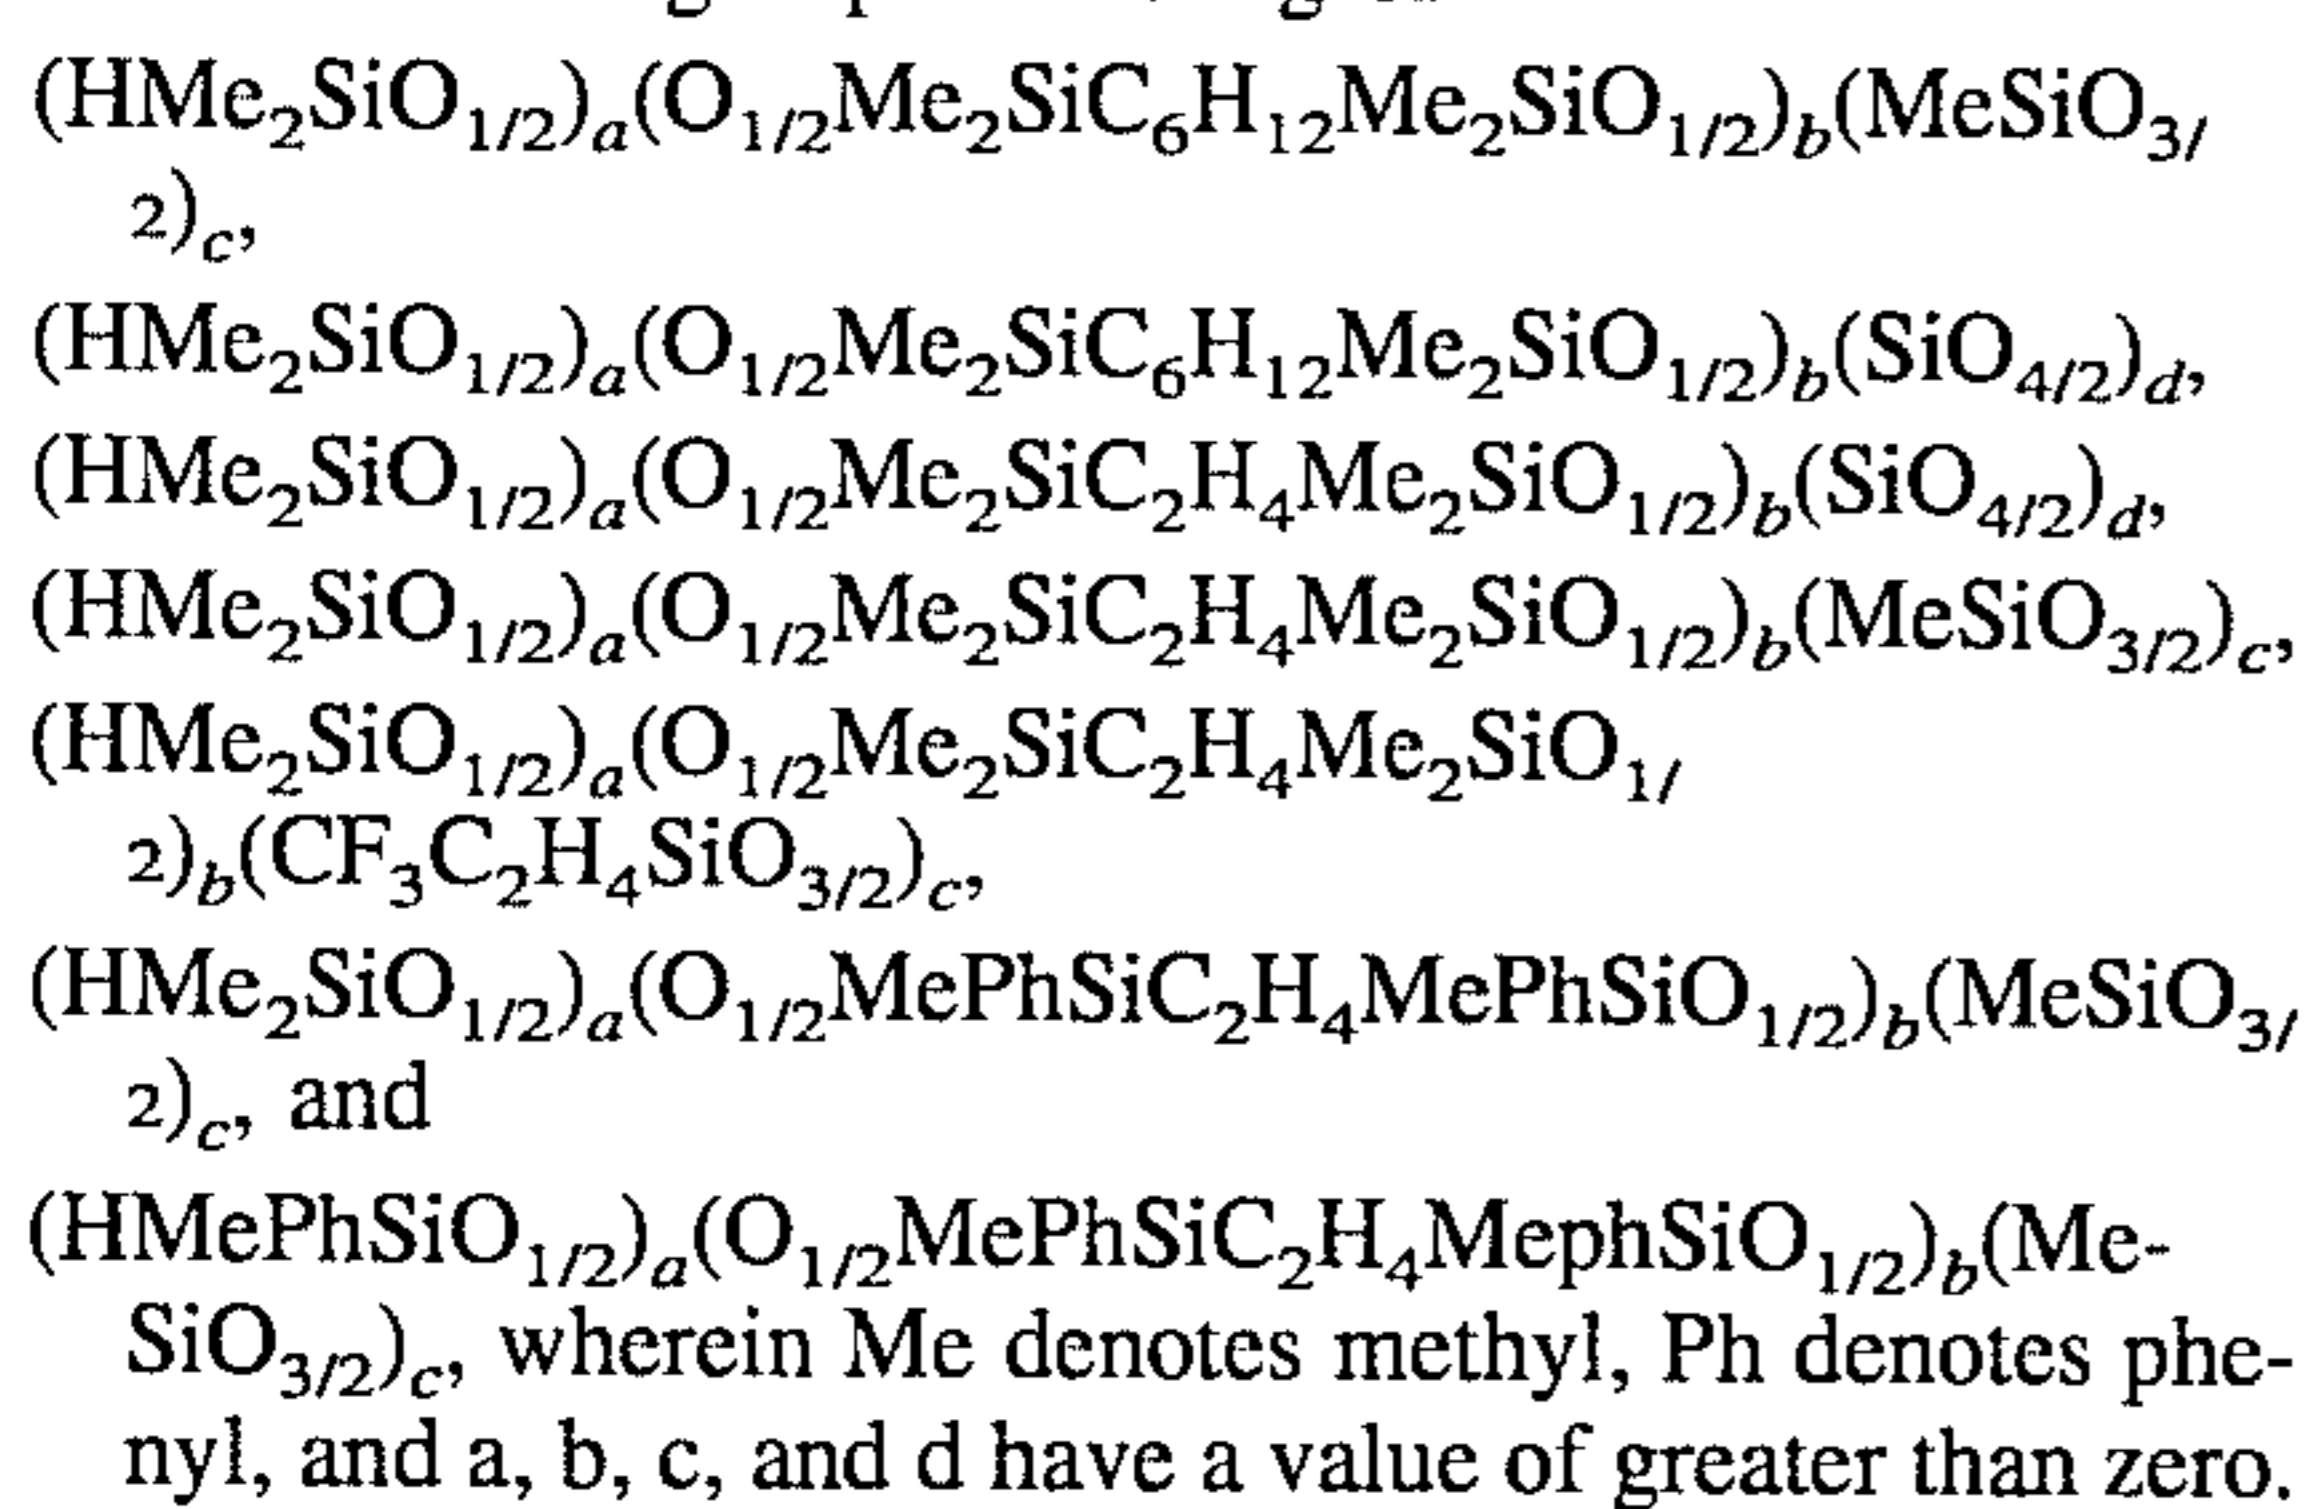 (HMe₂SiO₁/₂)ₐ(O₁/₂Me₂SiC₆H₁₂Me₂SiO₁/₂)b(MeSiO₃/
₂)c,
(HMe₂SiO₁/₂)ₐ(O₁/₂Me₂SiC₆H₁₂Me₂SiO₁/₂)b(SiO₄/₂)d,
(HMe₂SiO₁/₂)ₐ(O₁/₂Me₂SiC₂H₄Me₂SiO₁/₂)b(SiO₄/₂)d,
(HMe₂SiO₁/₂)ₐ(O₁/₂Me₂SiC₂H₄Me₂SiO₁/₂)b(MeSiO₃/₂)c,
(HMe₂SiO₁/₂)ₐ(O₁/₂Me₂SiC₂H₄Me₂SiO₁/
₂)b(CF₃C₂H₄SiO₃/₂)c,
(HMe₂SiO₁/₂)ₐ(O₁/₂MePhSiC₂H₄MePhSiO₁/₂)b(MeSiO₃/
₂)c, and
(HMePhSiO₁/₂)ₐ(O₁/₂MePhSiC₂H₄MephSiO₁/₂)b(Me-
SiO₃/₂)c, wherein Me denotes methyl, Ph denotes phe-
nyl, and a, b, c, and d have a value of greater than zero.